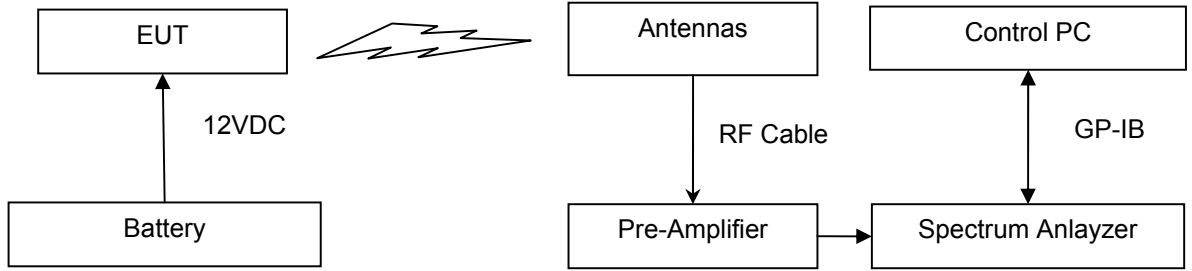 EUT
Antennas
Control PC
12VDC
RF Cable
GP-IB
Battery
Pre-Amplifier
Spectrum Anlayzer